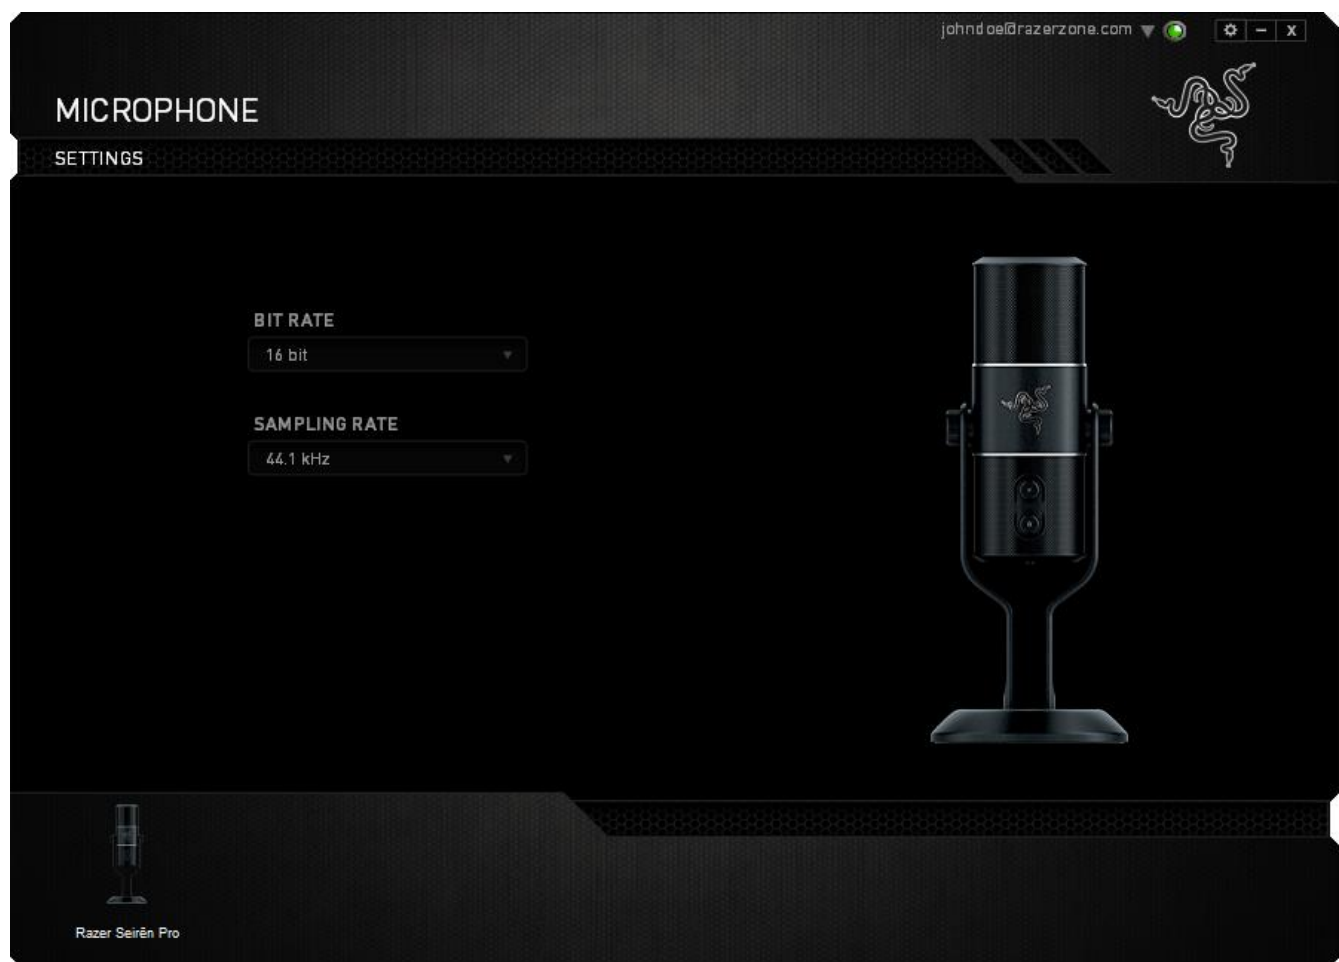 johndoe@razerzone.com
X
MICROPHONE
SETTINGS
BIT RATE
16 bit
SAMPLING RATE
44.1 kHz
Razer Seirēn Pro